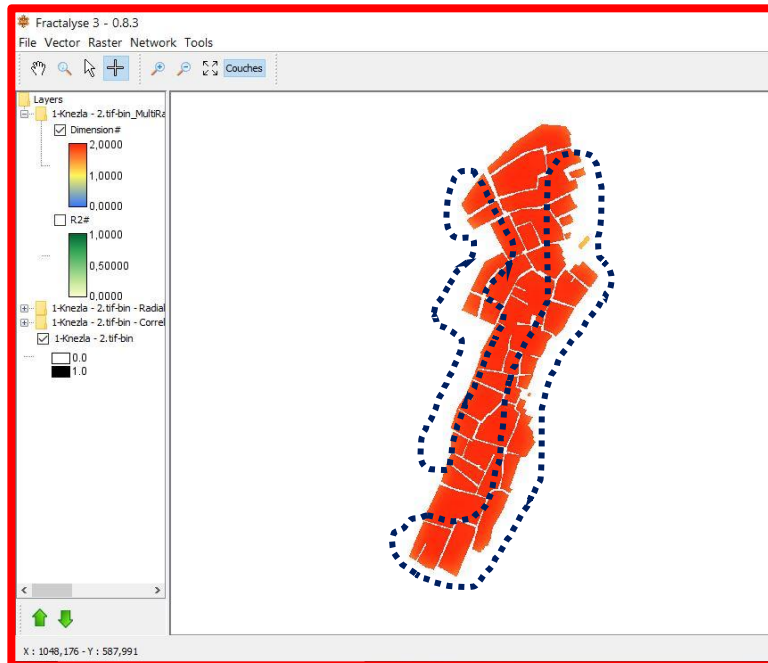 Fractalyse 3 - 0.8.3
File Vector Raster Network Tools
Couches
Layers
1-Knezla - 2.tif-bin_MultiRa
Dimension#
2,0000
1,0000
0,0000
R2#
1,0000
0,50000
0,0000
1-Knezla - 2.tif-bin - Radial
1-Knezla - 2.tif-bin - Correl
1-Knezla - 2.tif-bin
0.0
1.0
X : 1048,176 - Y : 587,991